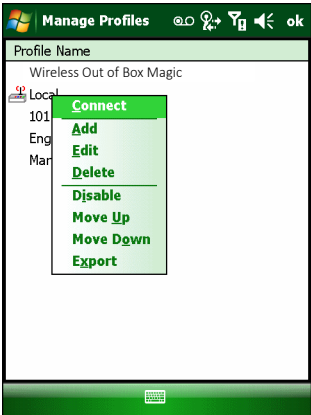 Manage Profiles ok
Profile Name
Wireless Out of Box Magic
Local
101
Eng
Man
Connect
Add
Edit
Delete
Disable
Move Up
Move Down
Export